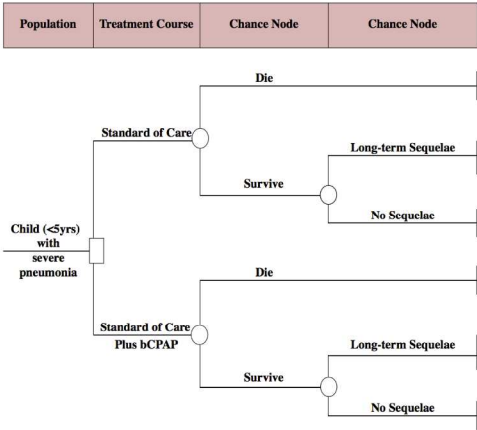 Population Treatment Course Chance Node Chance Node
Die
Standard of Care
Long-term Sequelae
Survive
No Sequelae
Child (<5yrs)
with
severe
pneumonia
Die
Standard of Care
Plus bCPAP
Long-term Sequelae
Survive
No Sequelae